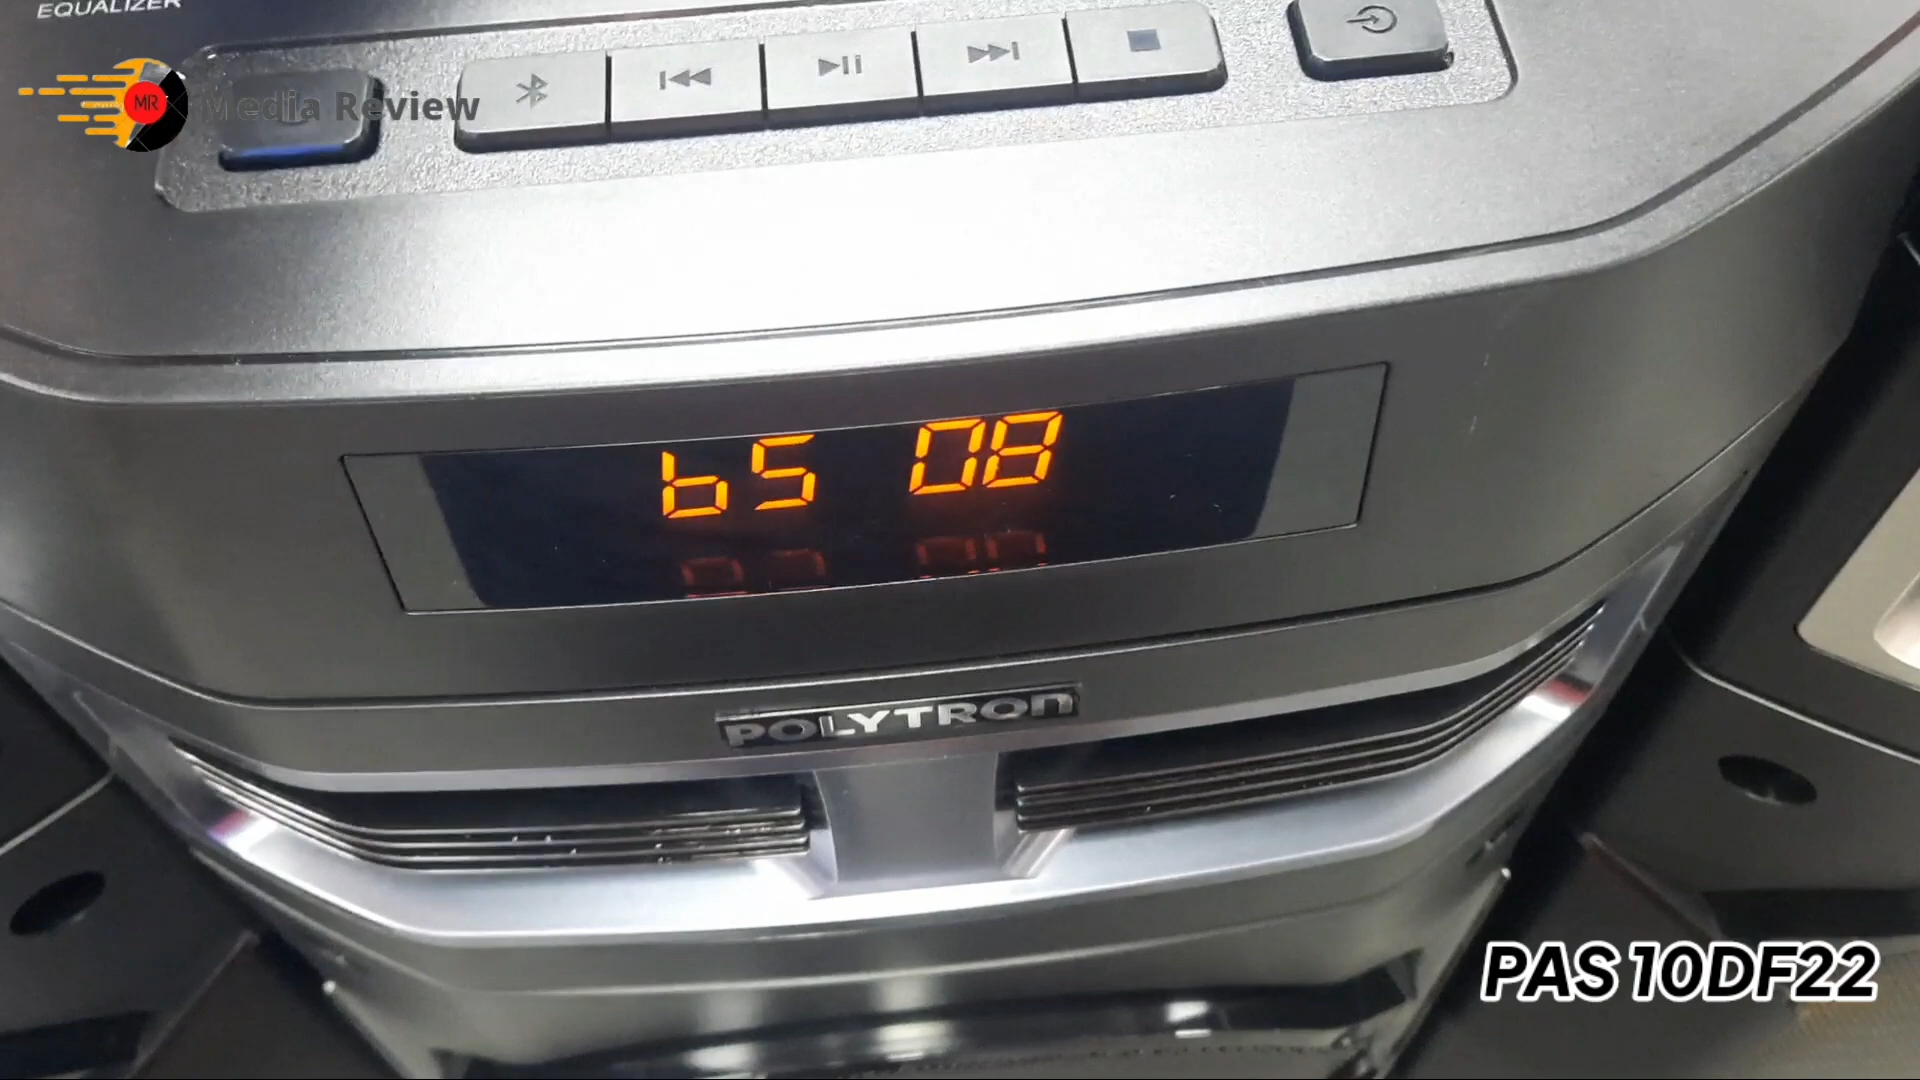 EQUALIZER
MR Media Review
b5 08
POLYTRON
PAS 10DF22